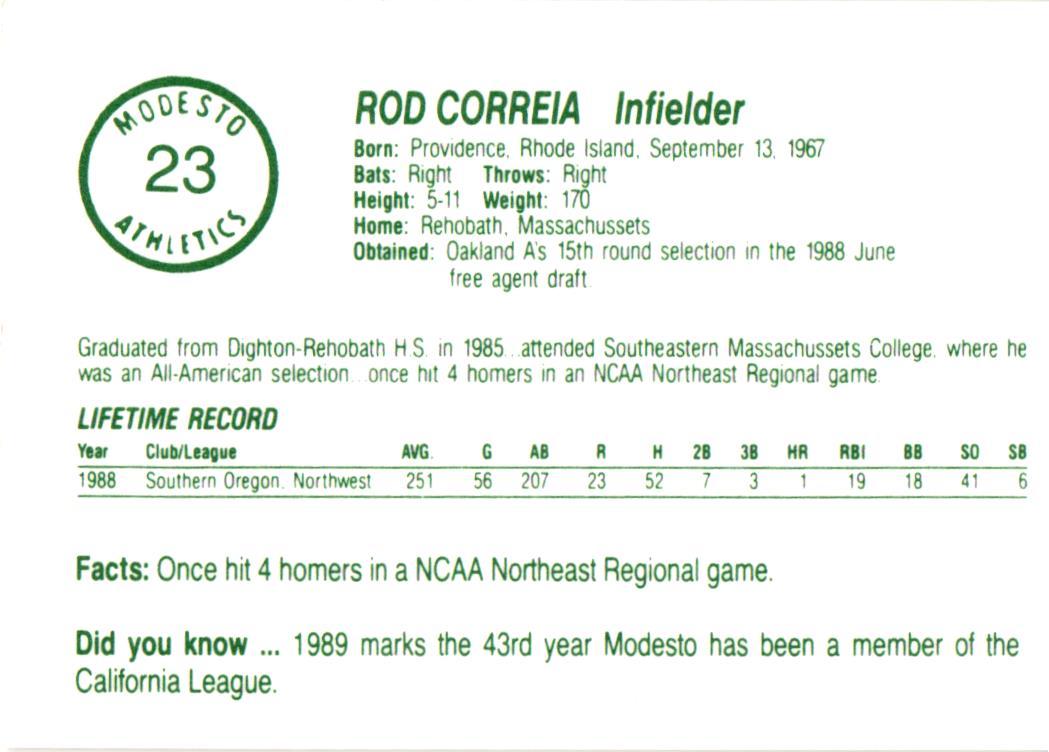 MODESTO
23
ATHLETICS
ROD CORREIA Infielder
Born: Providence, Rhode Island, September 13, 1967
Bats: Right Throws: Right
Height: 5-11 Weight: 170
Home: Rehobath, Massachussets
Obtained: Oakland A's 15th round selection in the 1988 June
free agent draft.
Graduated from Dighton-Rehobath H.S. in 1985...attended Southeastern Massachussets College, where he
was an All-American selection...once hit 4 homers in an NCAA Northeast Regional game.
LIFETIME RECORD
Year Club/League AVG. G AB R H 2B 3B HR RBI BB SO SB
1988 Southern Oregon, Northwest 251 56 207 23 52 7 3 1 19 18 41 6
Facts: Once hit 4 homers in a NCAA Northeast Regional game.
Did you know ... 1989 marks the 43rd year Modesto has been a member of the
California League.